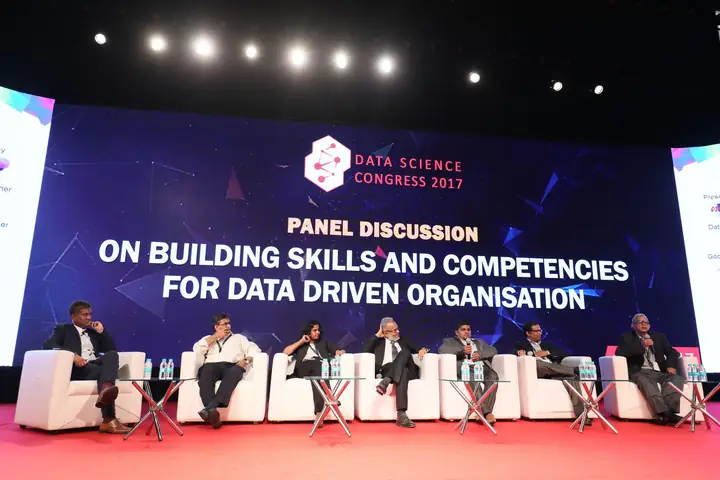 DATA SCIENCE
CONGRESS 2017
PANEL DISCUSSION
ON BUILDING SKILLS AND COMPETENCIES
FOR DATA DRIVEN ORGANISATION